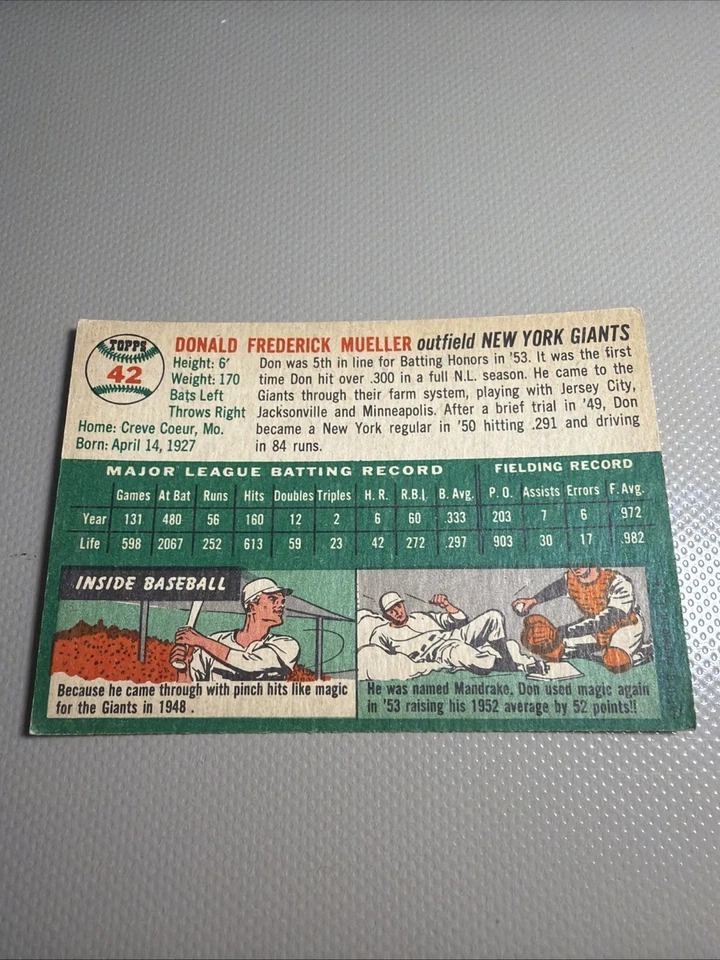 TOPPS
42
DONALD FREDERICK MUELLER outfield NEW YORK GIANTS
Height: 6'
Weight: 170
Bats Left
Throws Right
Home: Creve Coeur, Mo.
Born: April 14, 1927
Don was 5th in line for Batting Honors in '53. It was the first
time Don hit over .300 in a full N.L. season. He came to the
Giants through their farm system, playing with Jersey City,
Jacksonville and Minneapolis. After a brief trial in '49, Don
became a New York regular in '50 hitting .291 and driving
in 84 runs.
MAJOR LEAGUE BATTING RECORD FIELDING RECORD
Games At Bat Runs Hits Doubles Triples H. R. R.B.I. B. Avg. P. O. Assists Errors F. Avg.
Year 131 480 56 160 12 2 6 60 .333 203 7 6 .972
Life 598 2067 252 613 59 23 42 272 .297 903 30 17 .982
INSIDE BASEBALL
Because he came through with pinch hits like magic
for the Giants in 1948 .
He was named Mandrake. Don used magic again
in '53 raising his 1952 average by 52 points!!